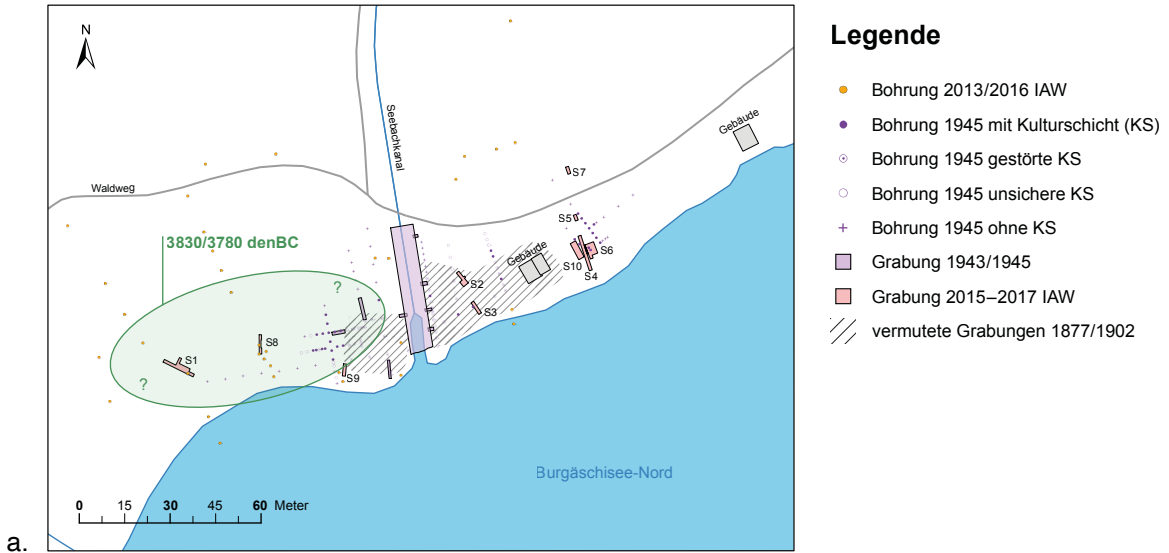 N
Seebachkanal
Waldweg
Gebäude
S7
S5
3830/3780 denBC
Gebäude
S6
S10
S4
S2
S3
?
S8
S1
?
S9
Burgäschisee-Nord
0 15 30 45 60 Meter
a.
Legende
Bohrung 2013/2016 IAW
Bohrung 1945 mit Kulturschicht (KS)
Bohrung 1945 gestörte KS
Bohrung 1945 unsichere KS
Bohrung 1945 ohne KS
Grabung 1943/1945
Grabung 2015–2017 IAW
vermutete Grabungen 1877/1902